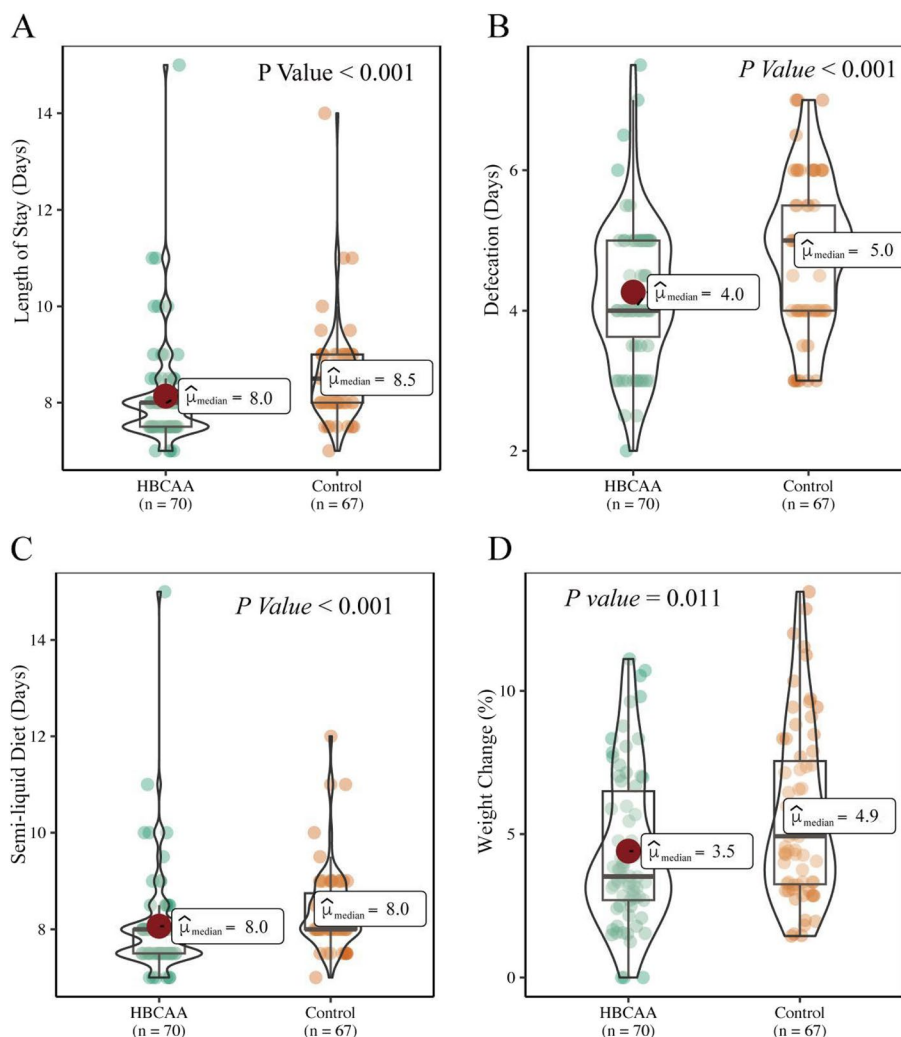 A
P Value < 0.001
Length of Stay (Days)
14
12
10
8
μ̂median = 8.0
μ̂median = 8.5
HBCAA
(n = 70)
Control
(n = 67)
B
P Value < 0.001
Defecation (Days)
6
4
2
μ̂median = 4.0
μ̂median = 5.0
HBCAA
(n = 70)
Control
(n = 67)
C
P Value < 0.001
Semi-liquid Diet (Days)
14
12
10
8
μ̂median = 8.0
μ̂median = 8.0
HBCAA
(n = 70)
Control
(n = 67)
D
P value = 0.011
Weight Change (%)
10
5
0
μ̂median = 3.5
μ̂median = 4.9
HBCAA
(n = 70)
Control
(n = 67)